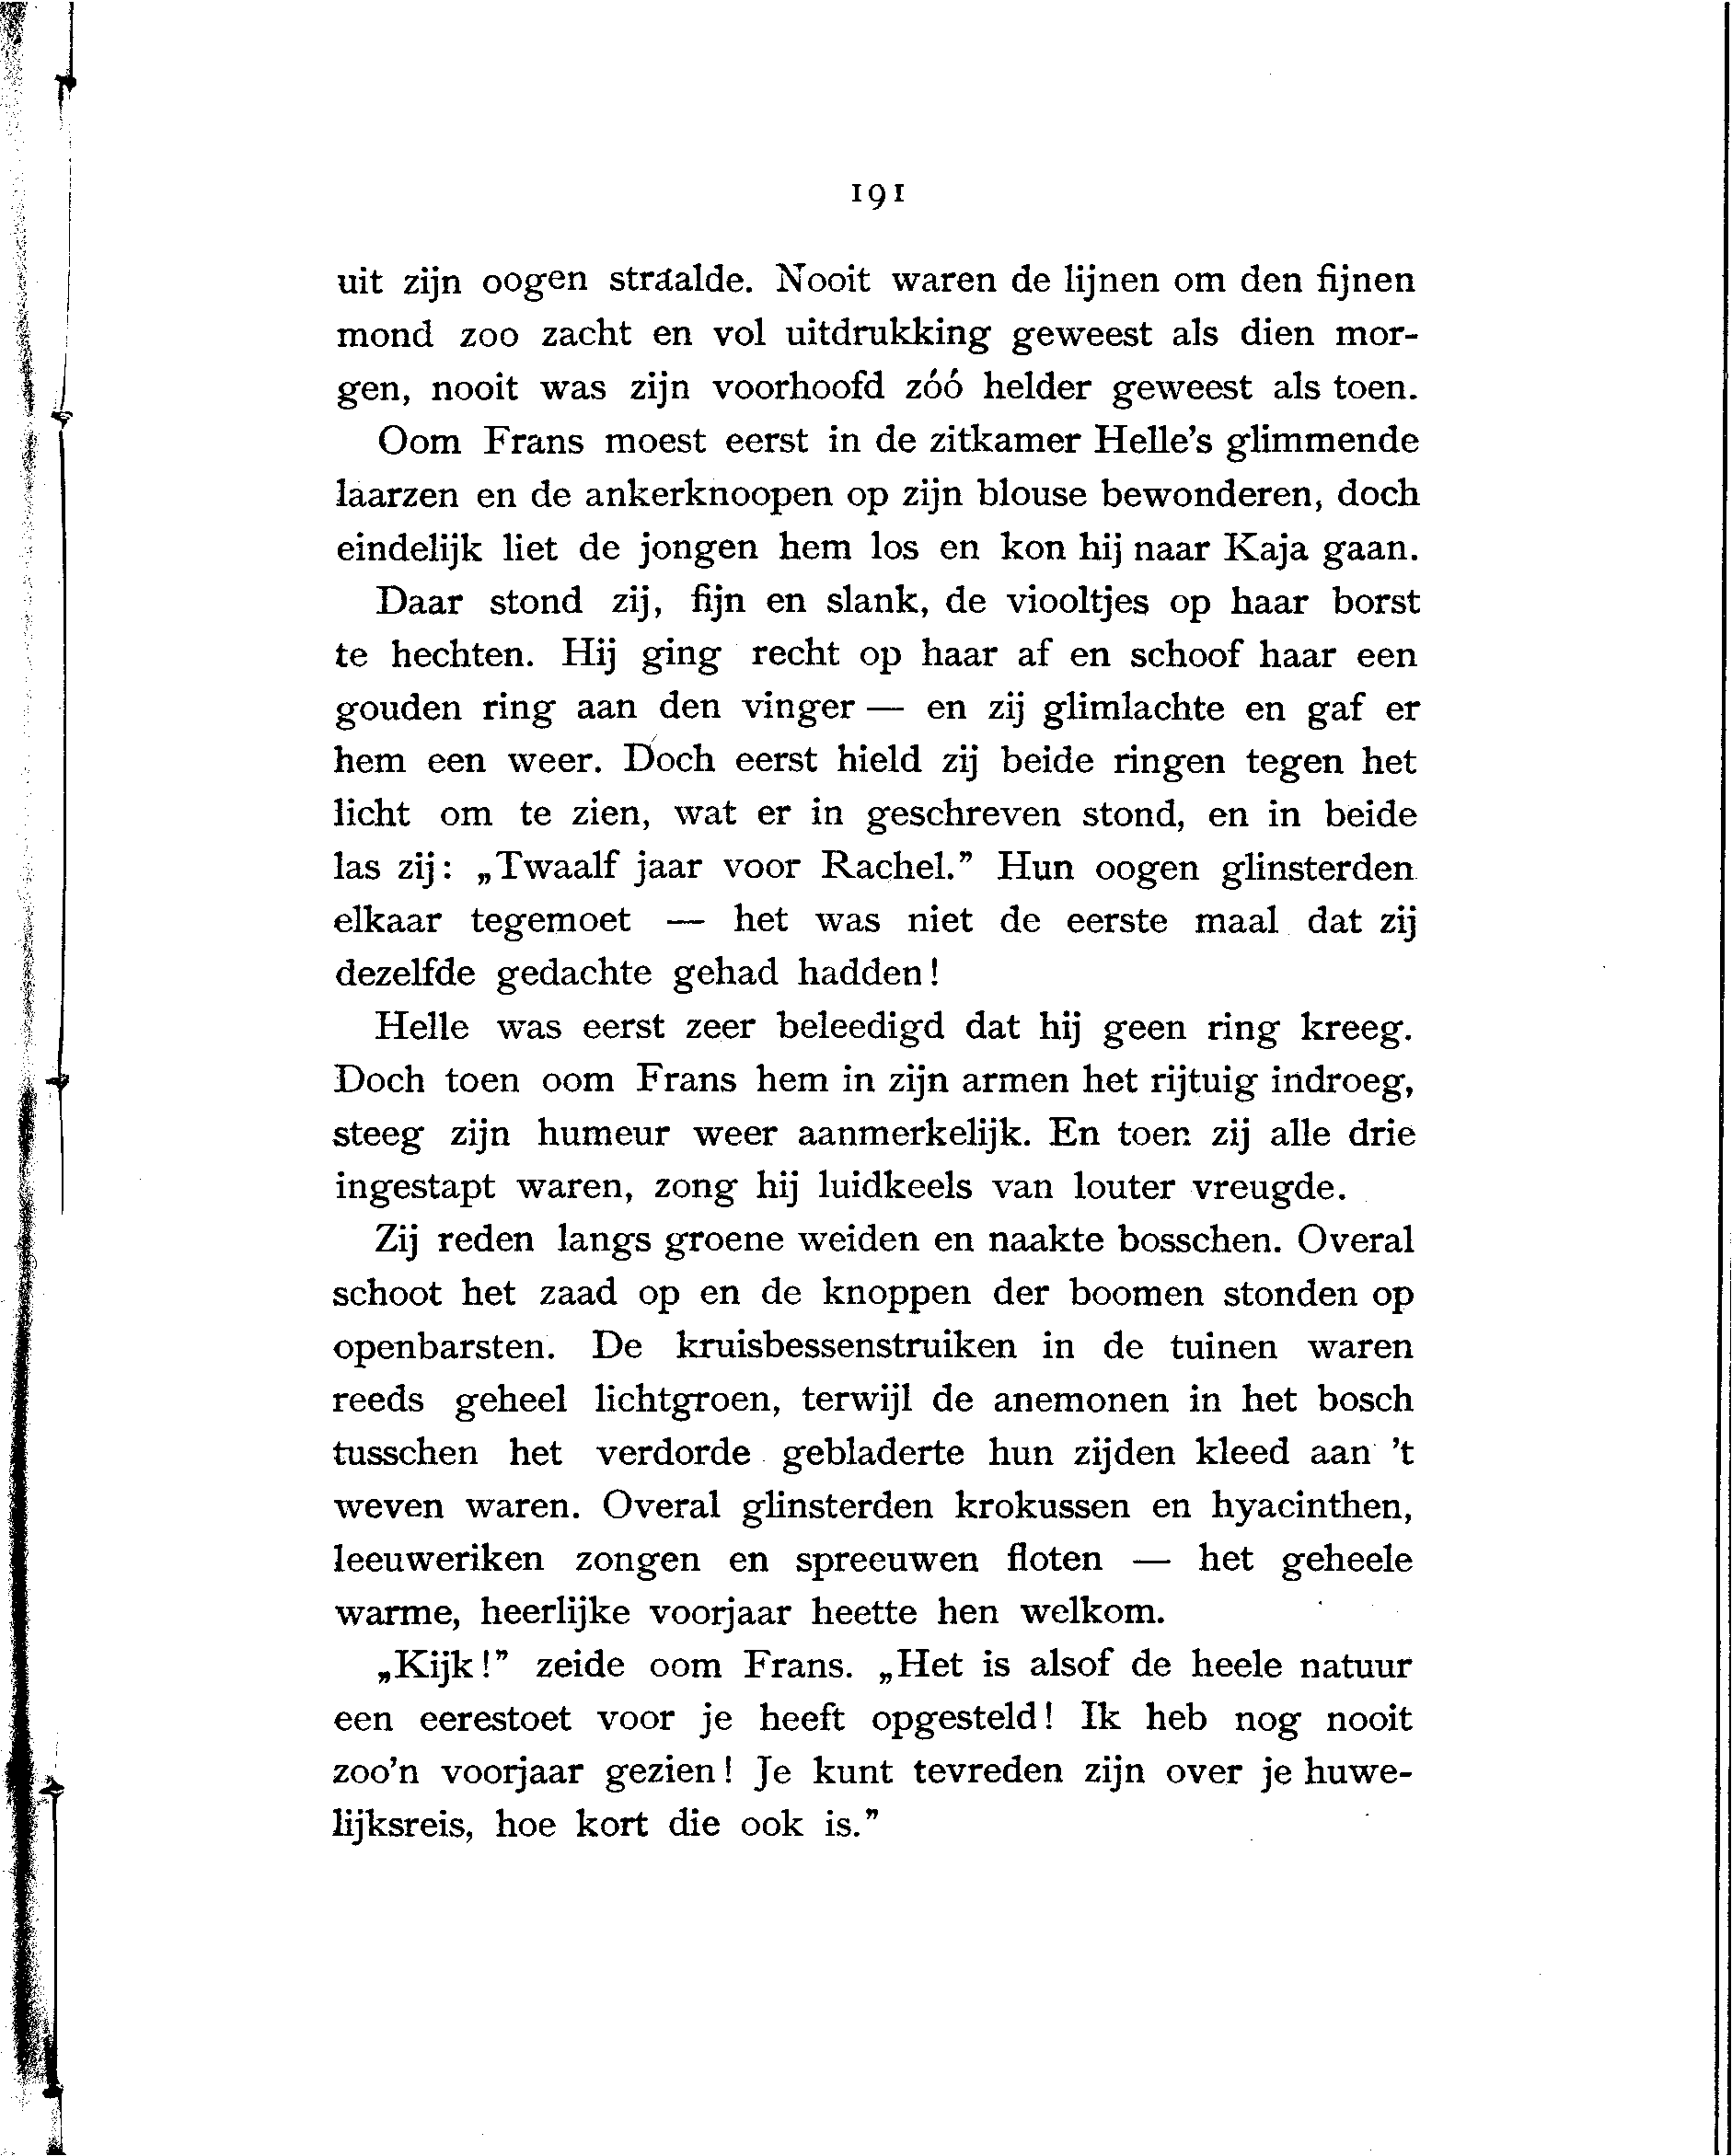 191
uit zijn oogen straalde. Nooit waren de lijnen om den fijnen
mond zoo zacht en vol uitdrukking geweest als dien mor-
gen, nooit was zijn voorhoofd zóó helder geweest als toen.
Oom Frans moest eerst in de zitkamer Helle's glimmende
laarzen en de ankerknoopen op zijn blouse bewonderen, doch
eindelijk liet de jongen hem los en kon hij naar Kaja gaan.
Daar stond zij, fijn en slank, de viooltjes op haar borst
te hechten. Hij ging recht op haar af en schoof haar een
gouden ring aan den vinger — en zij glimlachte en gaf er
hem een weer. Doch eerst hield zij beide ringen tegen het
licht om te zien, wat er in geschreven stond, en in beide
las zij: „Twaalf jaar voor Rachel.” Hun oogen glinsterden
elkaar tegemoet — het was niet de eerste maal dat zij
dezelfde gedachte gehad hadden!
Helle was eerst zeer beleedigd dat hij geen ring kreeg.
Doch toen oom Frans hem in zijn armen het rijtuig indroeg,
steeg zijn humeur weer aanmerkelijk. En toen zij alle drie
ingestapt waren, zong hij luidkeels van louter vreugde.
Zij reden langs groene weiden en naakte bosschen. Overal
schoot het zaad op en de knoppen der boomen stonden op
openbarsten. De kruisbessenstruiken in de tuinen waren
reeds geheel lichtgroen, terwijl de anemonen in het bosch
tusschen het verdorde gebladerte hun zijden kleed aan 't
weven waren. Overal glinsterden krokussen en hyacinthen,
leeuweriken zongen en spreeuwen floten — het geheele
warme, heerlijke voorjaar heette hen welkom.
„Kijk!” zeide oom Frans. „Het is alsof de heele natuur
een eerestoet voor je heeft opgesteld! Ik heb nog nooit
zoo'n voorjaar gezien! Je kunt tevreden zijn over je huwe-
lijksreis, hoe kort die ook is.”